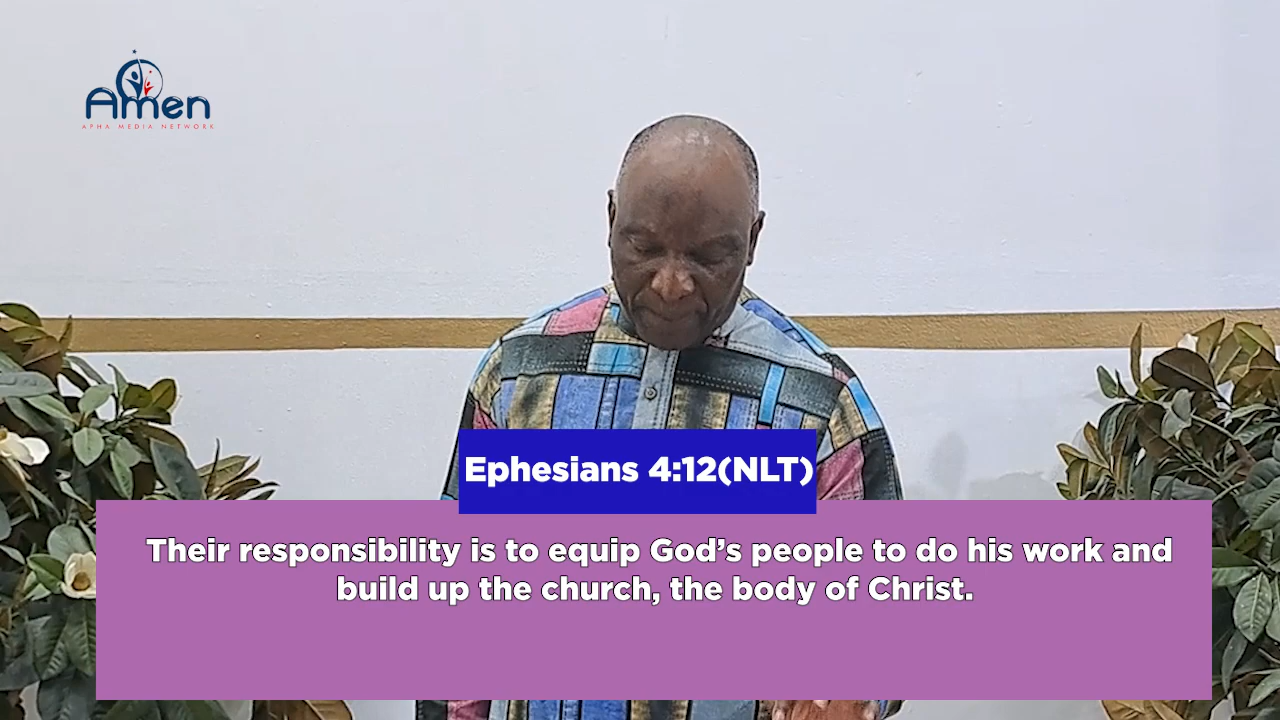 Amen
APHA MEDIA NETWORK
Ephesians 4:12(NLT)
Their responsibility is to equip God’s people to do his work and
build up the church, the body of Christ.